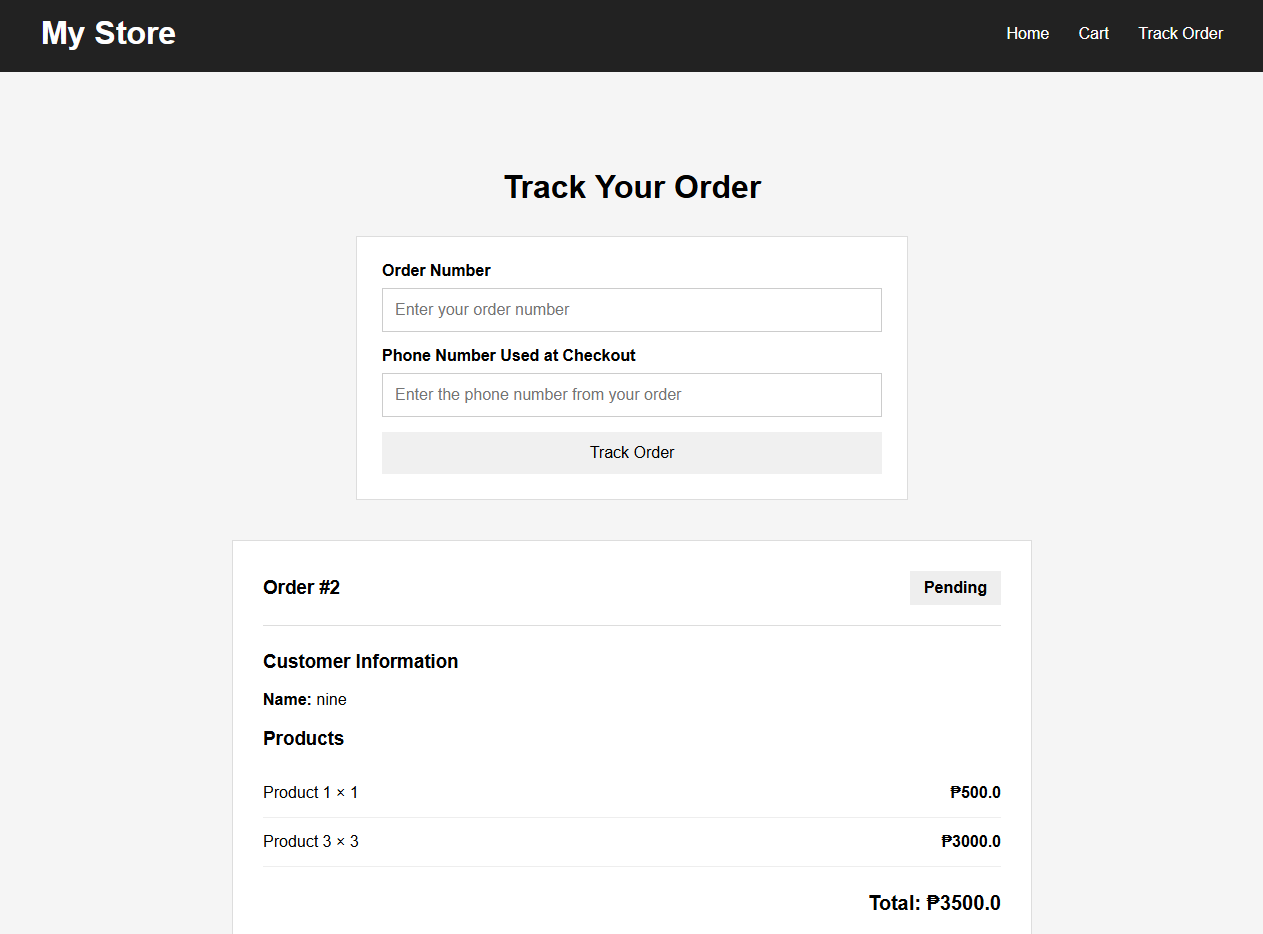 My Store
Home Cart Track Order
Track Your Order
Order Number
Enter your order number
Phone Number Used at Checkout
Enter the phone number from your order
Track Order
Order #2 Pending
Customer Information
Name: nine
Products
Product 1 × 1 ₱500.0
Product 3 × 3 ₱3000.0
Total: ₱3500.0